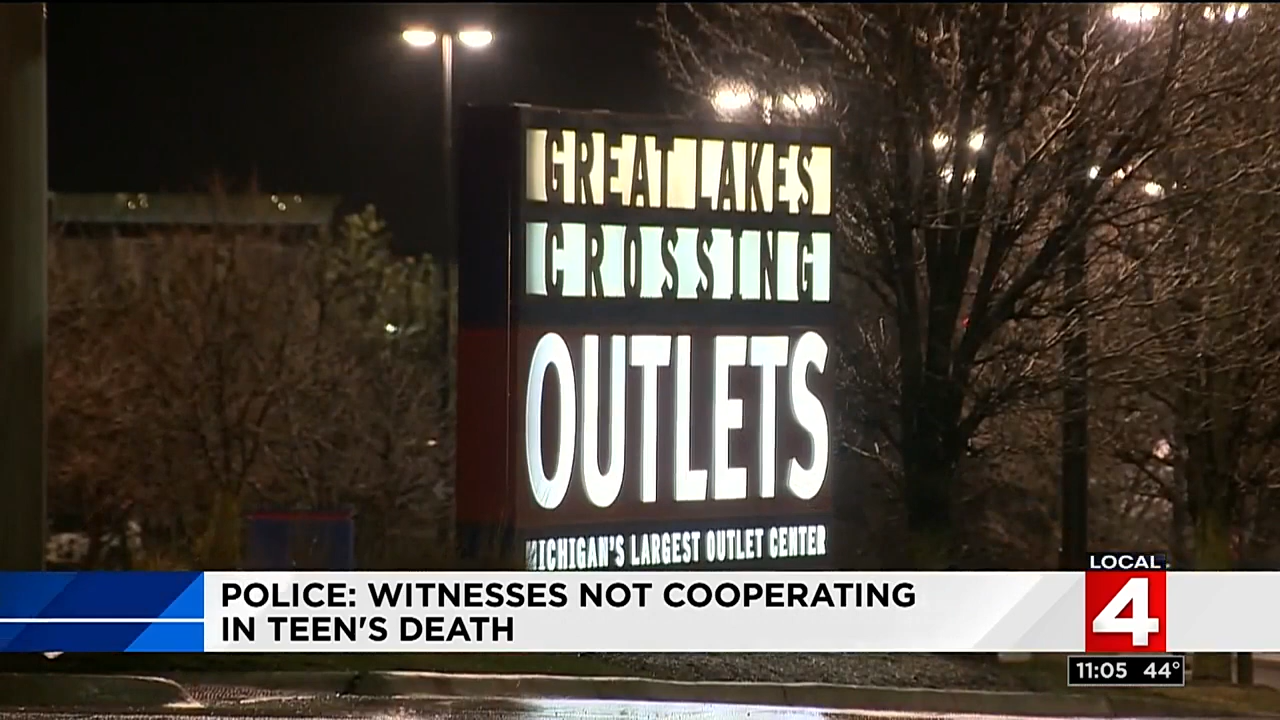 GREAT LAKES
CROSSING
OUTLETS
MICHIGAN'S LARGEST OUTLET CENTER
POLICE: WITNESSES NOT COOPERATING
IN TEEN'S DEATH
LOCAL
4
11:05 44°